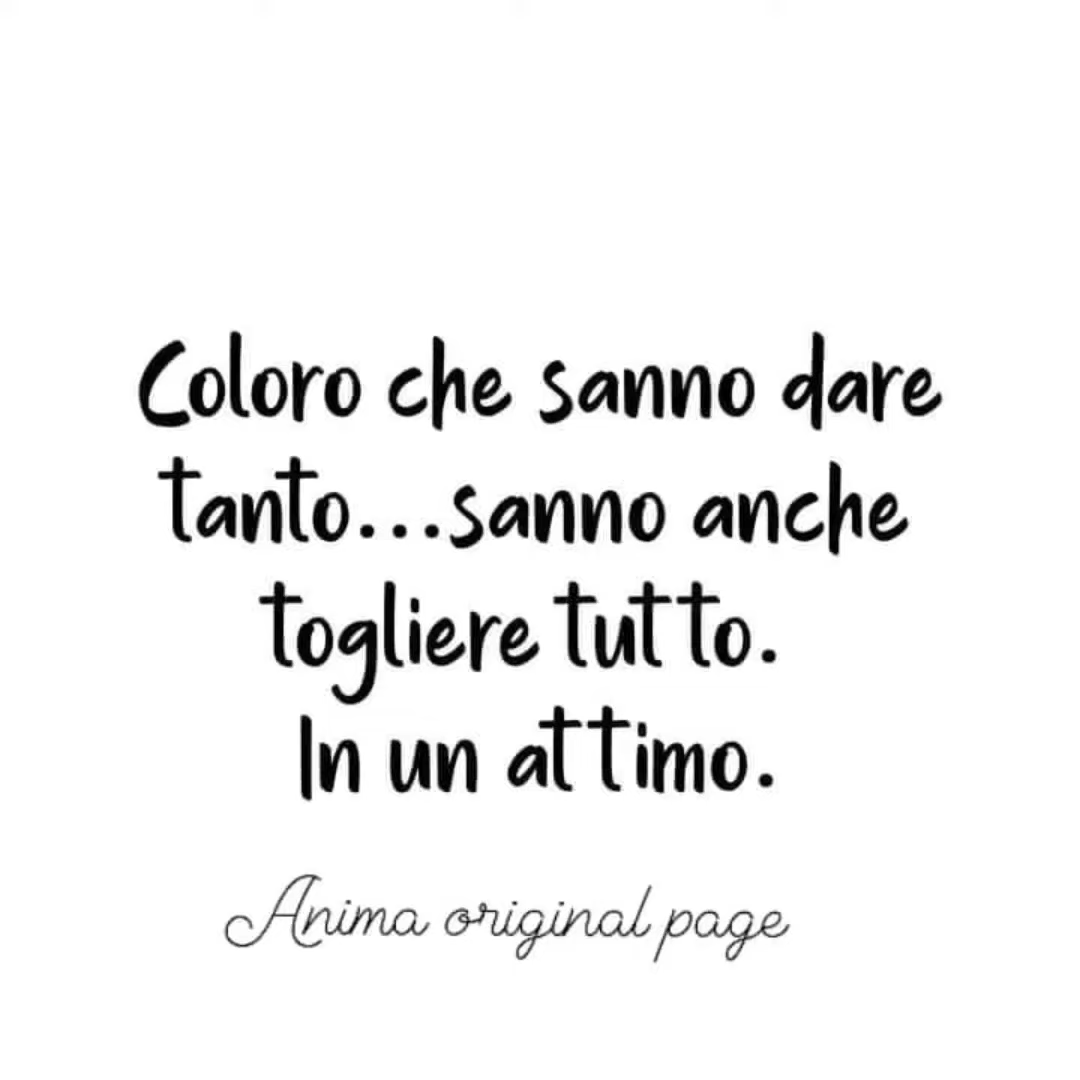 Coloro che sanno dare
tanto...sanno anche
togliere tutto.
In un attimo.
Anima original page